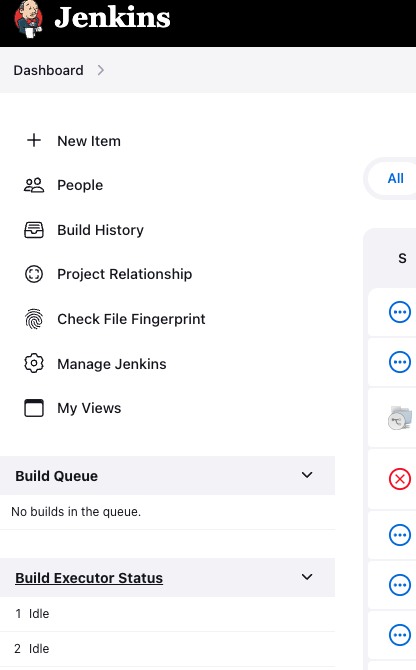 Jenkins
Dashboard
New Item
People
Build History
Project Relationship
Check File Fingerprint
Manage Jenkins
My Views
Build Queue
No builds in the queue.
Build Executor Status
1 Idle
2 Idle
All
S